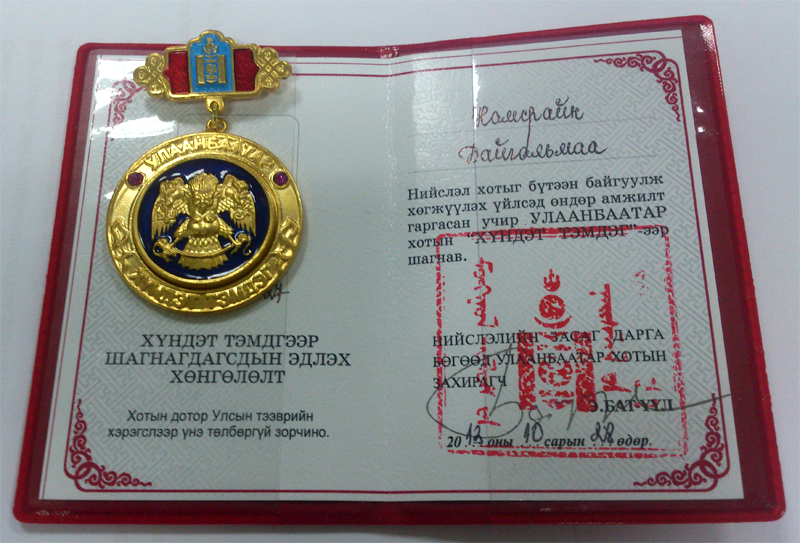 УЛААНБААТАР
ХҮНДЭТ ТЭМДЭГ
ХҮНДЭТ ТЭМДГЭЭР
ШАГНАГДАГСДЫН ЭДЛЭХ
ХӨНГӨЛӨЛТ
Хотын дотор Улсын тээврийн
хэрэгслээр үнэ төлбөргүй зорчино.
Намсрайн
Байгальмаа
Нийслэл хотыг бүтээн байгуулж
хөгжүүлэх үйлсэд өндөр амжилт
гаргасан учир УЛААНБААТАР
хотын "ХҮНДЭТ ТЭМДЭГ"-ээр
шагнав.
НИЙСЛЭЛИЙН ЗАСАГ ДАРГА
БӨГӨӨД УЛААНБААТАР ХОТЫН
ЗАХИРАГЧ
Э.БАТ-ҮҮЛ
2013 оны 10 сарын 28 өдөр.